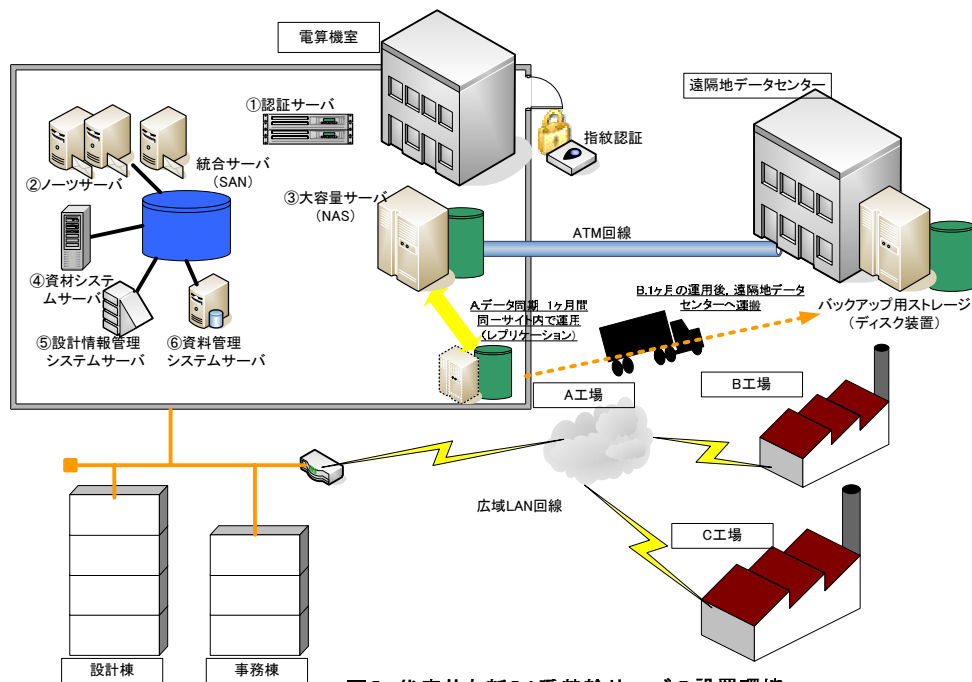 電算機室
遠隔地データセンター
①認証サーバ
指紋認証
統合サーバ
(SAN)
②ノーツサーバ
③大容量サーバ
(NAS)
ATM回線
④資材システ
ムサーバ
A.データ同期 1ヶ月間
同一サイト内で運用
(レプリケーション)
B.1ヶ月の運用後、遠隔地データ
センターへ運搬
バックアップ用ストレージ
(ディスク装置)
⑤設計情報管理
システムサーバ
⑥資料管理
システムサーバ
A工場
B工場
広域LAN回線
C工場
設計棟
事務棟